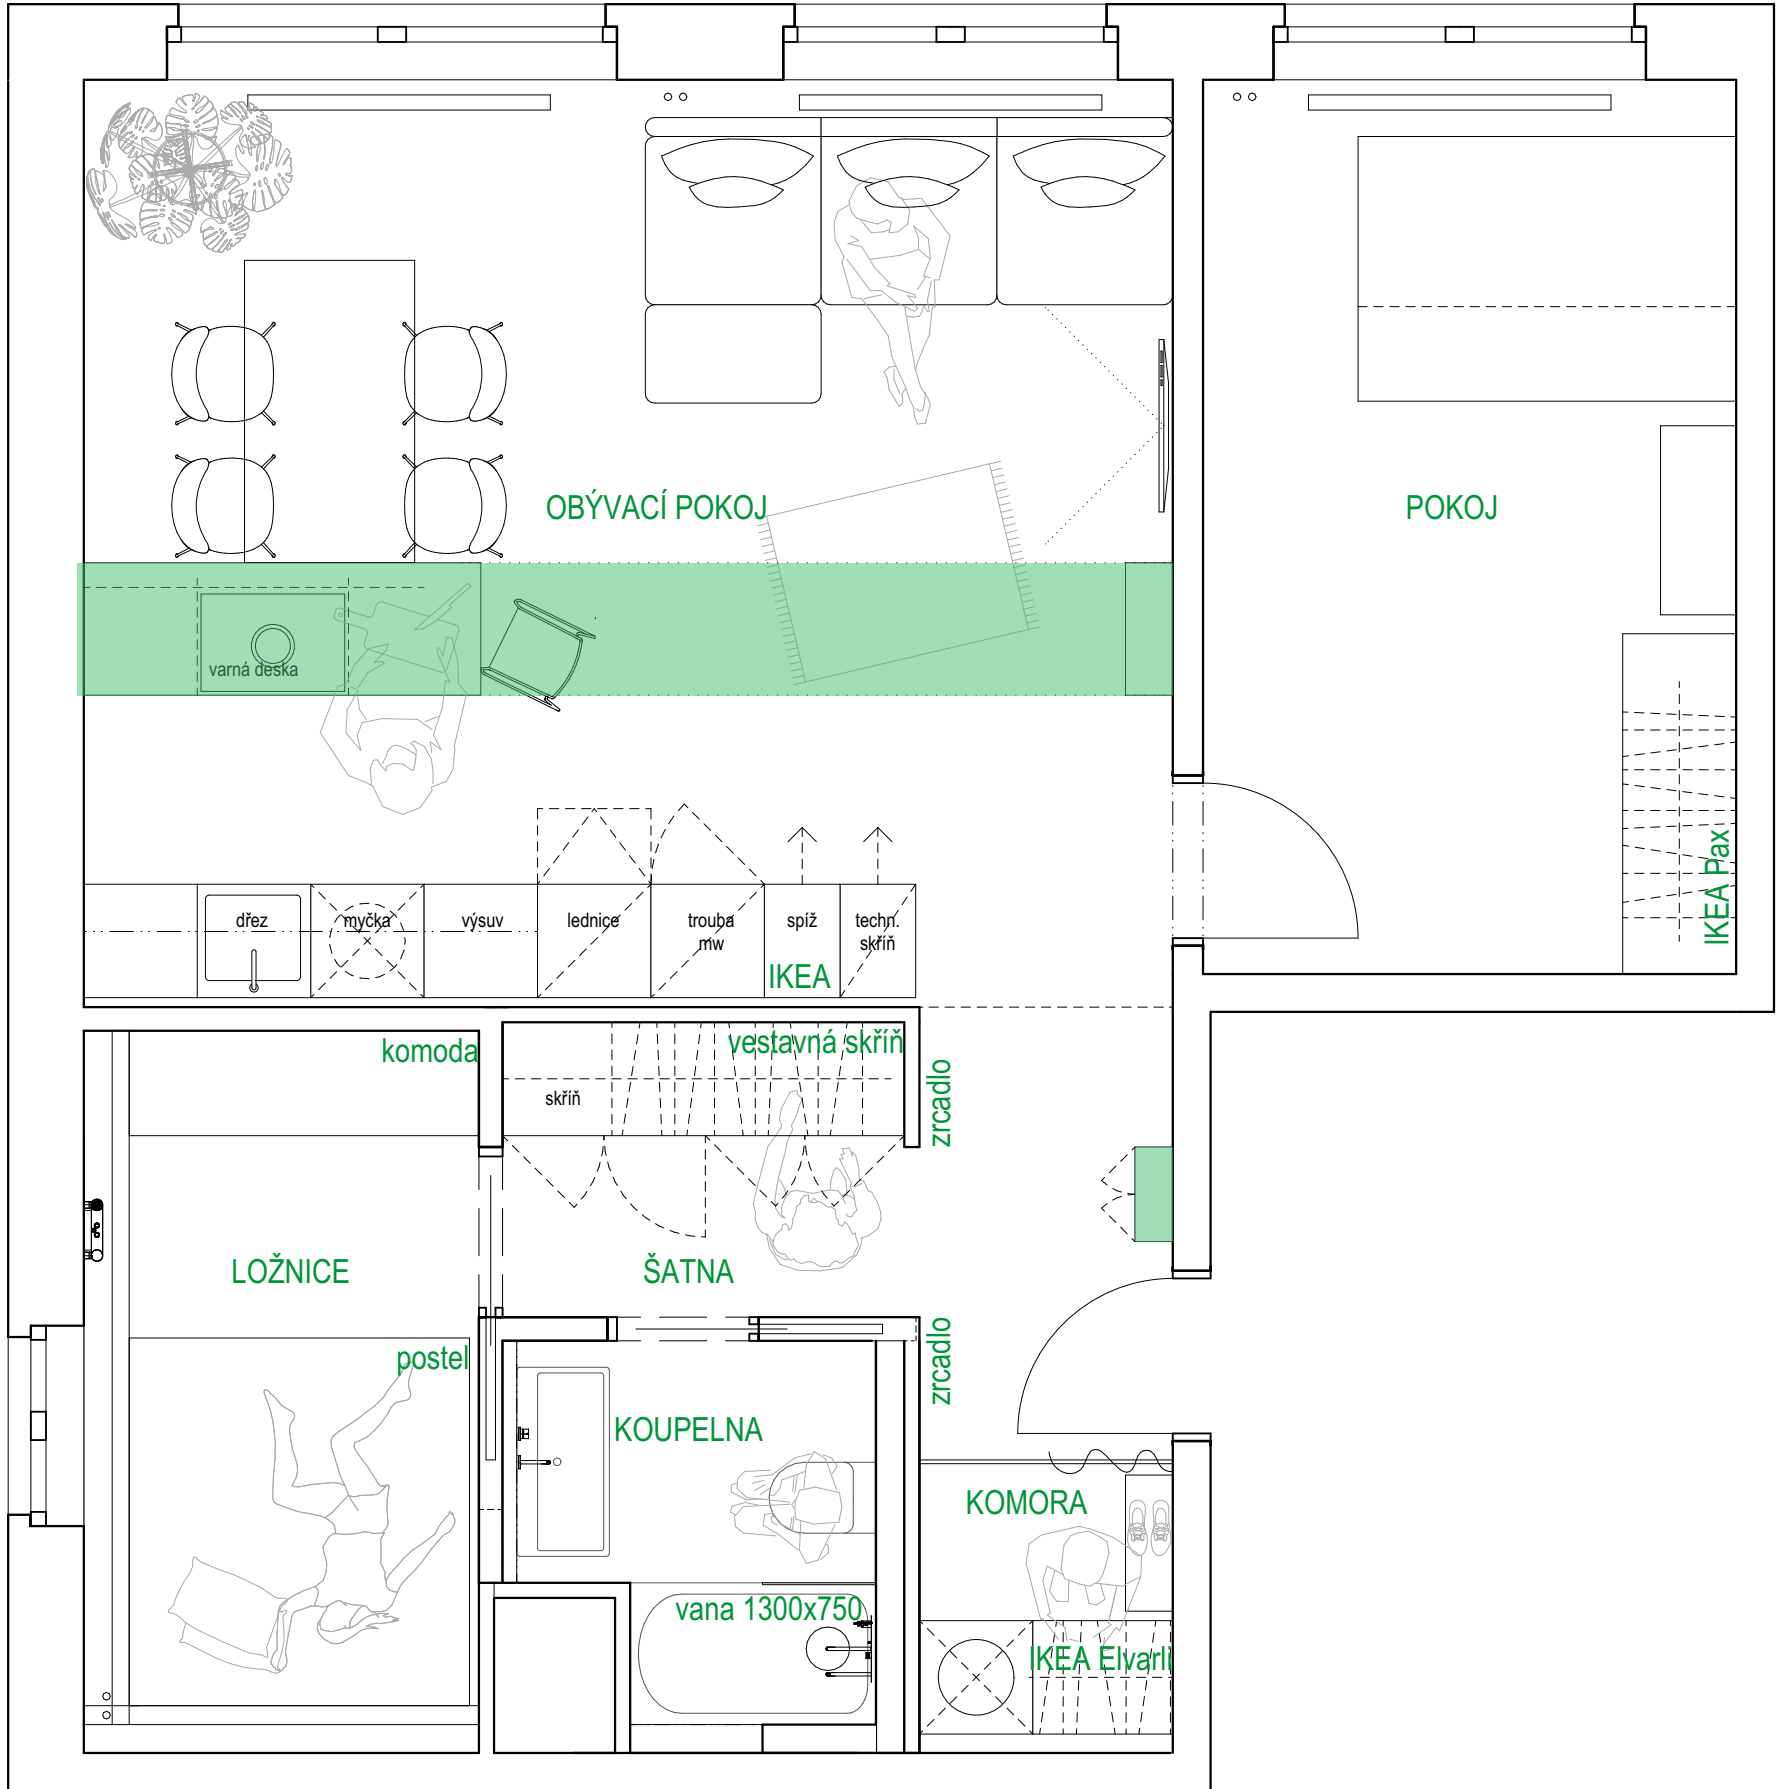 OBÝVACÍ POKOJ
POKOJ
varná deska
IKEA Pax
dřez
myčka
výsuv
lednice
trouba
mw
spíž
techn.
skříň
IKEA
komoda
vestavná skříň
skříň
zrcadlo
LOŽNICE
ŠATNA
zrcadlo
postel
KOUPELNA
KOMORA
vana 1300x750
IKEA Elvarli